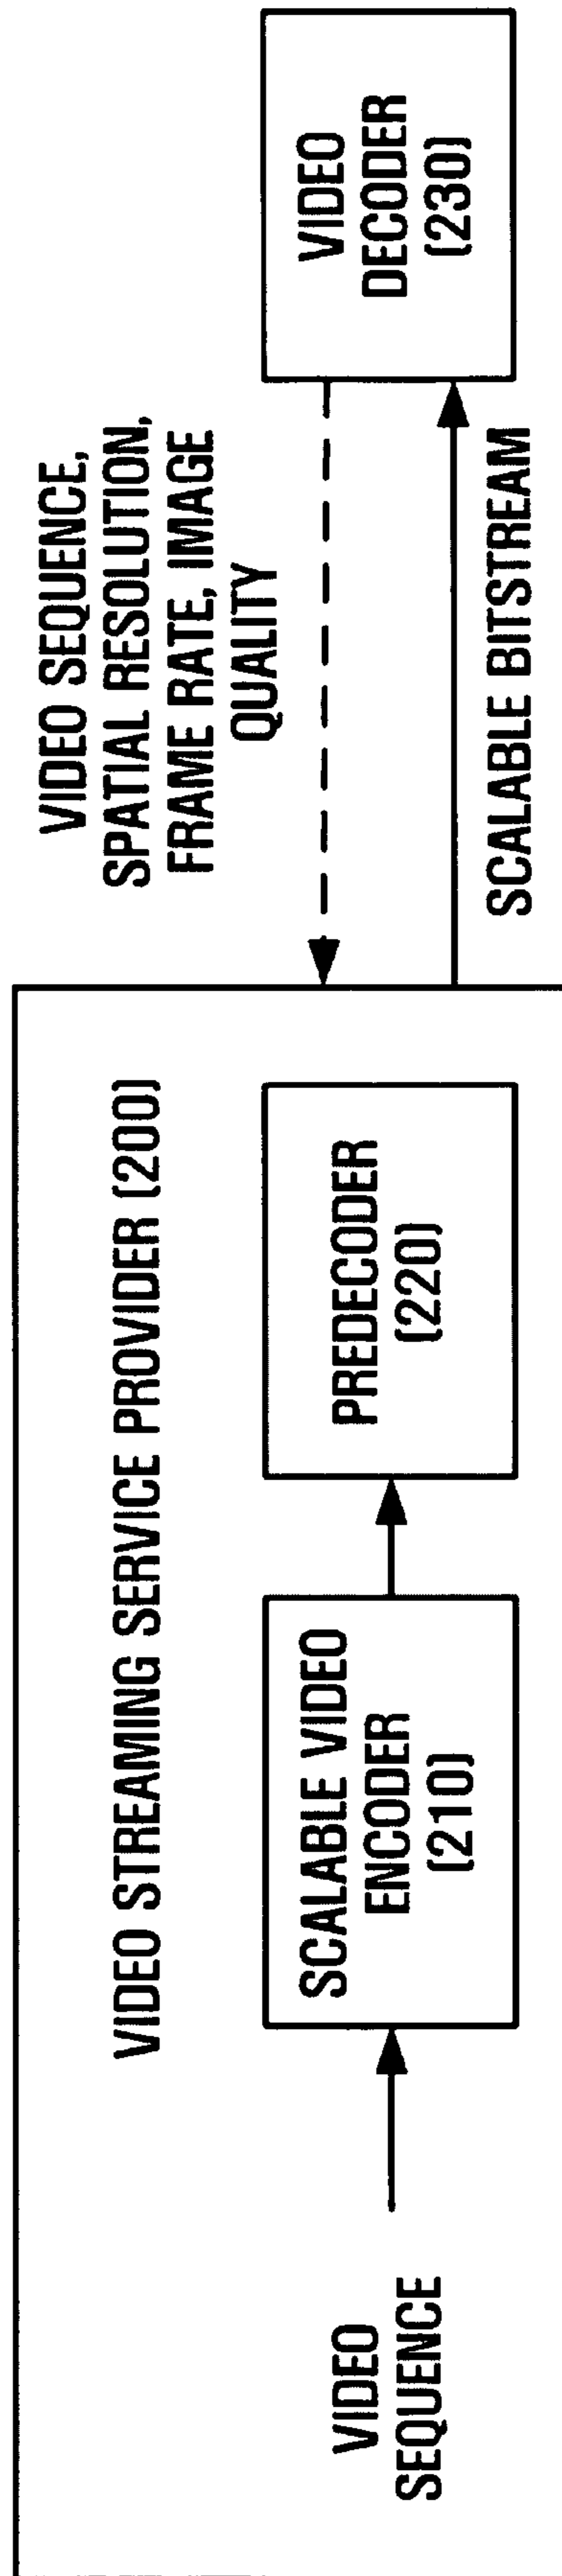 VIDEO STREAMING SERVICE PROVIDER (200)
VIDEO
SEQUENCE
SCALABLE VIDEO
ENCODER
(210)
PREDECODER
(220)
VIDEO SEQUENCE,
SPATIAL RESOLUTION,
FRAME RATE, IMAGE
QUALITY
SCALABLE BITSTREAM
VIDEO
DECODER
(230)